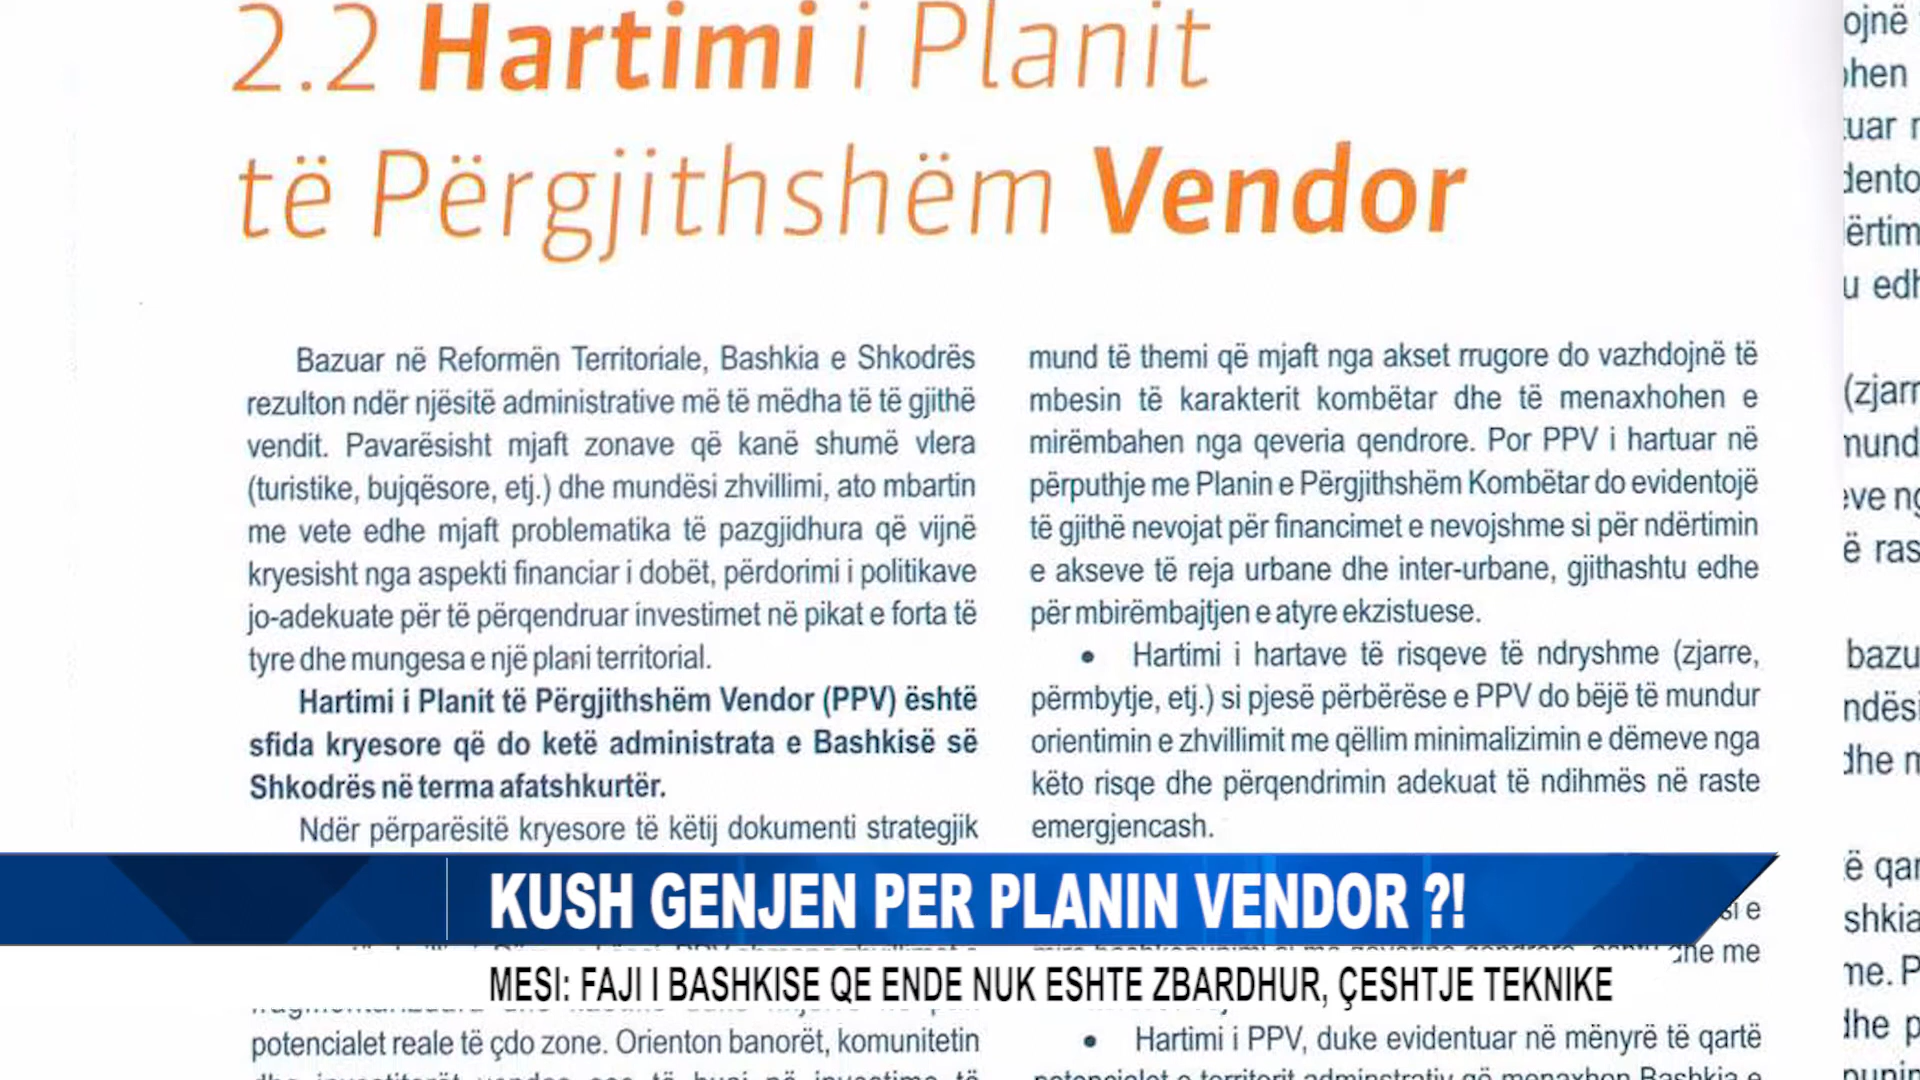 2.2 Hartimi i Planit
të Përgjithshëm Vendor
Bazuar në Reformën Territoriale, Bashkia e Shkodrës
rezulton ndër njësitë administrative më të mëdha të të gjithë
vendit. Pavarësisht mjaft zonave që kanë shumë vlera
(turistike, bujqësore, etj.) dhe mundësi zhvillimi, ato mbartin
me vete edhe mjaft problematika të pazgjidhura që vijnë
kryesisht nga aspekti financiar i dobët, përdorimi i politikave
jo-adekuate për të përqendruar investimet në pikat e forta të
tyre dhe mungesa e një plani territorial.
Hartimi i Planit të Përgjithshëm Vendor (PPV) është
sfida kryesore që do ketë administrata e Bashkisë së
Shkodrës në terma afatshkurtër.
Ndër përparësitë kryesore të këtij dokumenti strategjik
potencialet reale të çdo zone. Orienton banorët, komunitetin
mund të themi që mjaft nga akset rrugore do vazhdojnë të
mbesin të karakterit kombëtar dhe të menaxhohen e
mirëmbahen nga qeveria qendrore. Por PPV i hartuar në
përputhje me Planin e Përgjithshëm Kombëtar do evidentojë
të gjithë nevojat për financimet e nevojshme si për ndërtimin
e akseve të reja urbane dhe inter-urbane, gjithashtu edhe
për mbirëmbajtjen e atyre ekzistuese.
• Hartimi i hartave të risqeve të ndryshme (zjarre,
përmbytje, etj.) si pjesë përbërëse e PPV do bëjë të mundur
orientimin e zhvillimit me qëllim minimalizimin e dëmeve nga
këto risqe dhe përqendrimin adekuat të ndihmës në raste
emergjencash.
e
dhe me
• Hartimi i PPV, duke evidentuar në mënyrë të qartë
potencialet e territorit adminstrativ që menaxhon Bashkia e
KUSH GENJEN PER PLANIN VENDOR ?!
MESI: FAJI I BASHKISE QE ENDE NUK ESHTE ZBARDHUR, ÇESHTJE TEKNIKE